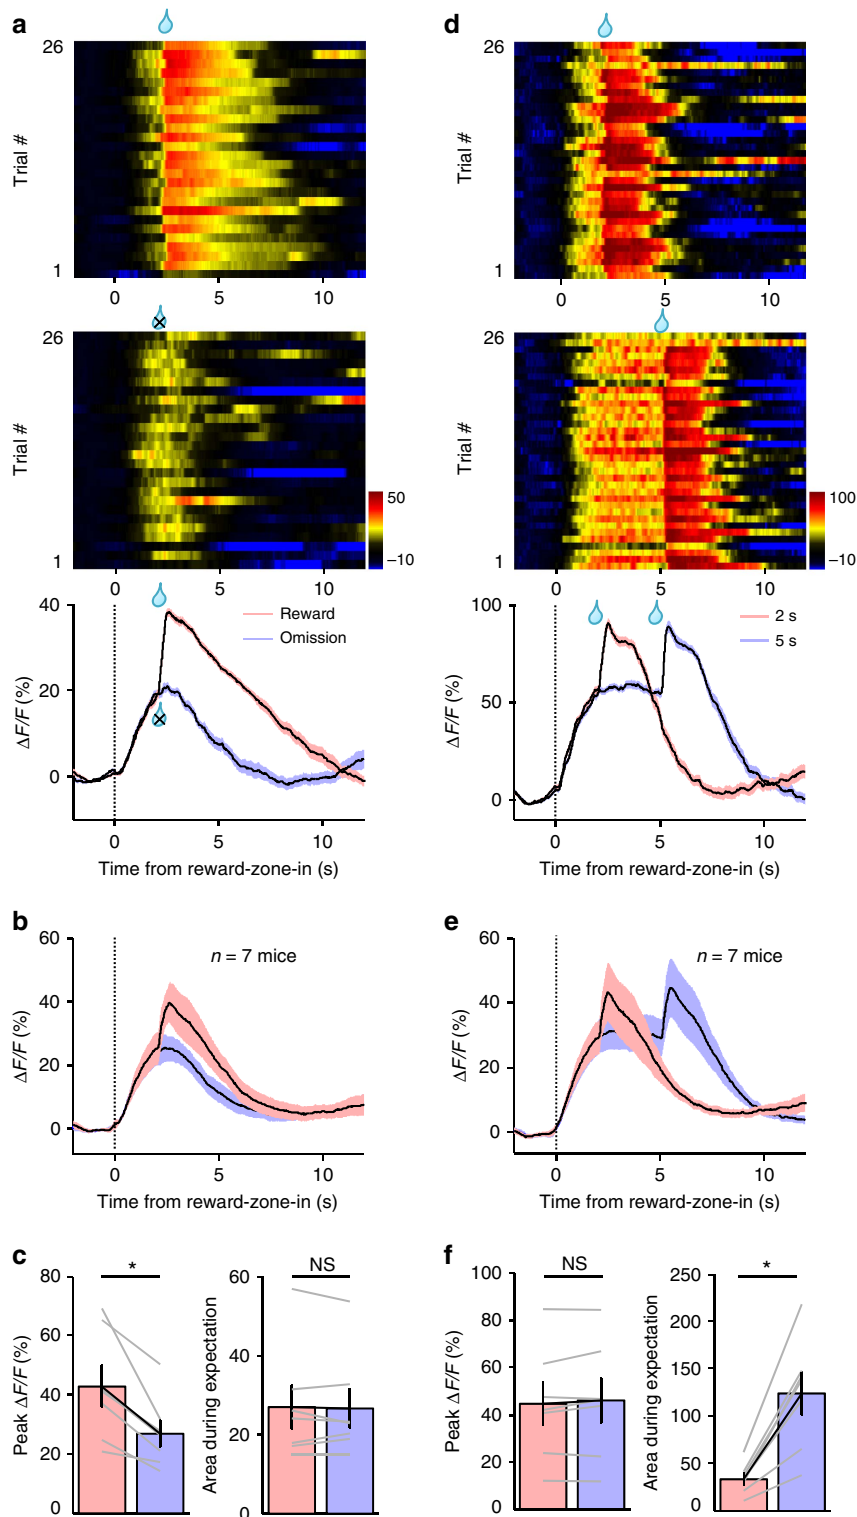 a
26
Trial #
1
0 5 10
26
Trial #
1
50
−10
0 5 10
40
20
0
ΔF/F (%)
Reward
Omission
0 5 10
Time from reward-zone-in (s)
b
60
40
20
0
ΔF/F (%)
n = 7 mice
0 5 10
Time from reward-zone-in (s)
c
80
60
40
20
0
Peak ΔF/F (%)
*
60
40
20
0
Area during expectation
NS
d
26
Trial #
1
0 5 10
26
Trial #
1
100
−10
0 5 10
100
50
0
ΔF/F (%)
2 s
5 s
0 5 10
Time from reward-zone-in (s)
e
60
40
20
0
ΔF/F (%)
n = 7 mice
0 5 10
Time from reward-zone-in (s)
f
100
80
60
40
20
0
Peak ΔF/F (%)
NS
250
200
150
100
50
0
Area during expectation
*